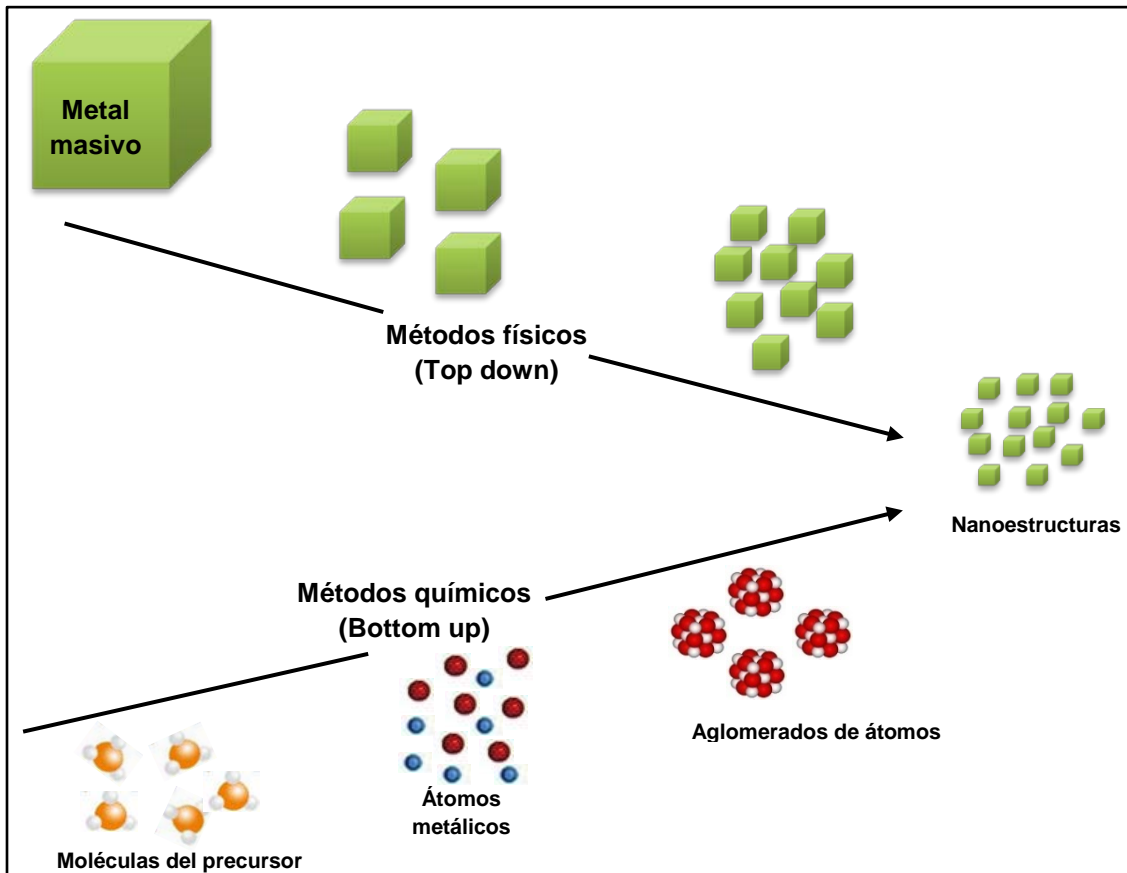 Metal
masivo
Métodos físicos
(Top down)
Nanoestructuras
Métodos químicos
(Bottom up)
Aglomerados de átomos
Átomos
metálicos
Moléculas del precursor